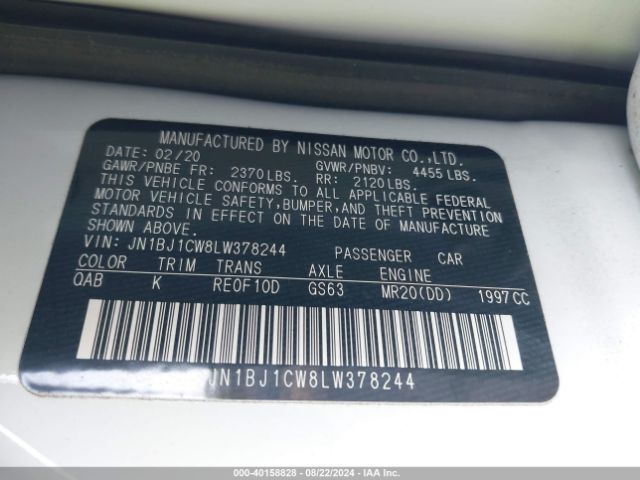 MANUFACTURED BY NISSAN MOTOR CO.,LTD.
DATE: 02/20
GAWR/PNBE FR: 2370LBS. GVWR/PNBV: 4455LBS.
RR: 2120LBS.
THIS VEHICLE CONFORMS TO ALL APPLICABLE FEDERAL
MOTOR VEHICLE SAFETY,BUMPER,AND THEFT PREVENTION
STANDARDS IN EFFECT ON THE DATE OF MANUFACTURE
SHOWN ABOVE.
VIN: JN1BJ1CW8LW378244 PASSENGER CAR
COLOR TRIM TRANS AXLE ENGINE
QAB K RE0F10D GS63 MR20(DD) 1997CC
JN1BJ1CW8LW378244
000-40158828 - 08/22/2024 - IAA Inc.